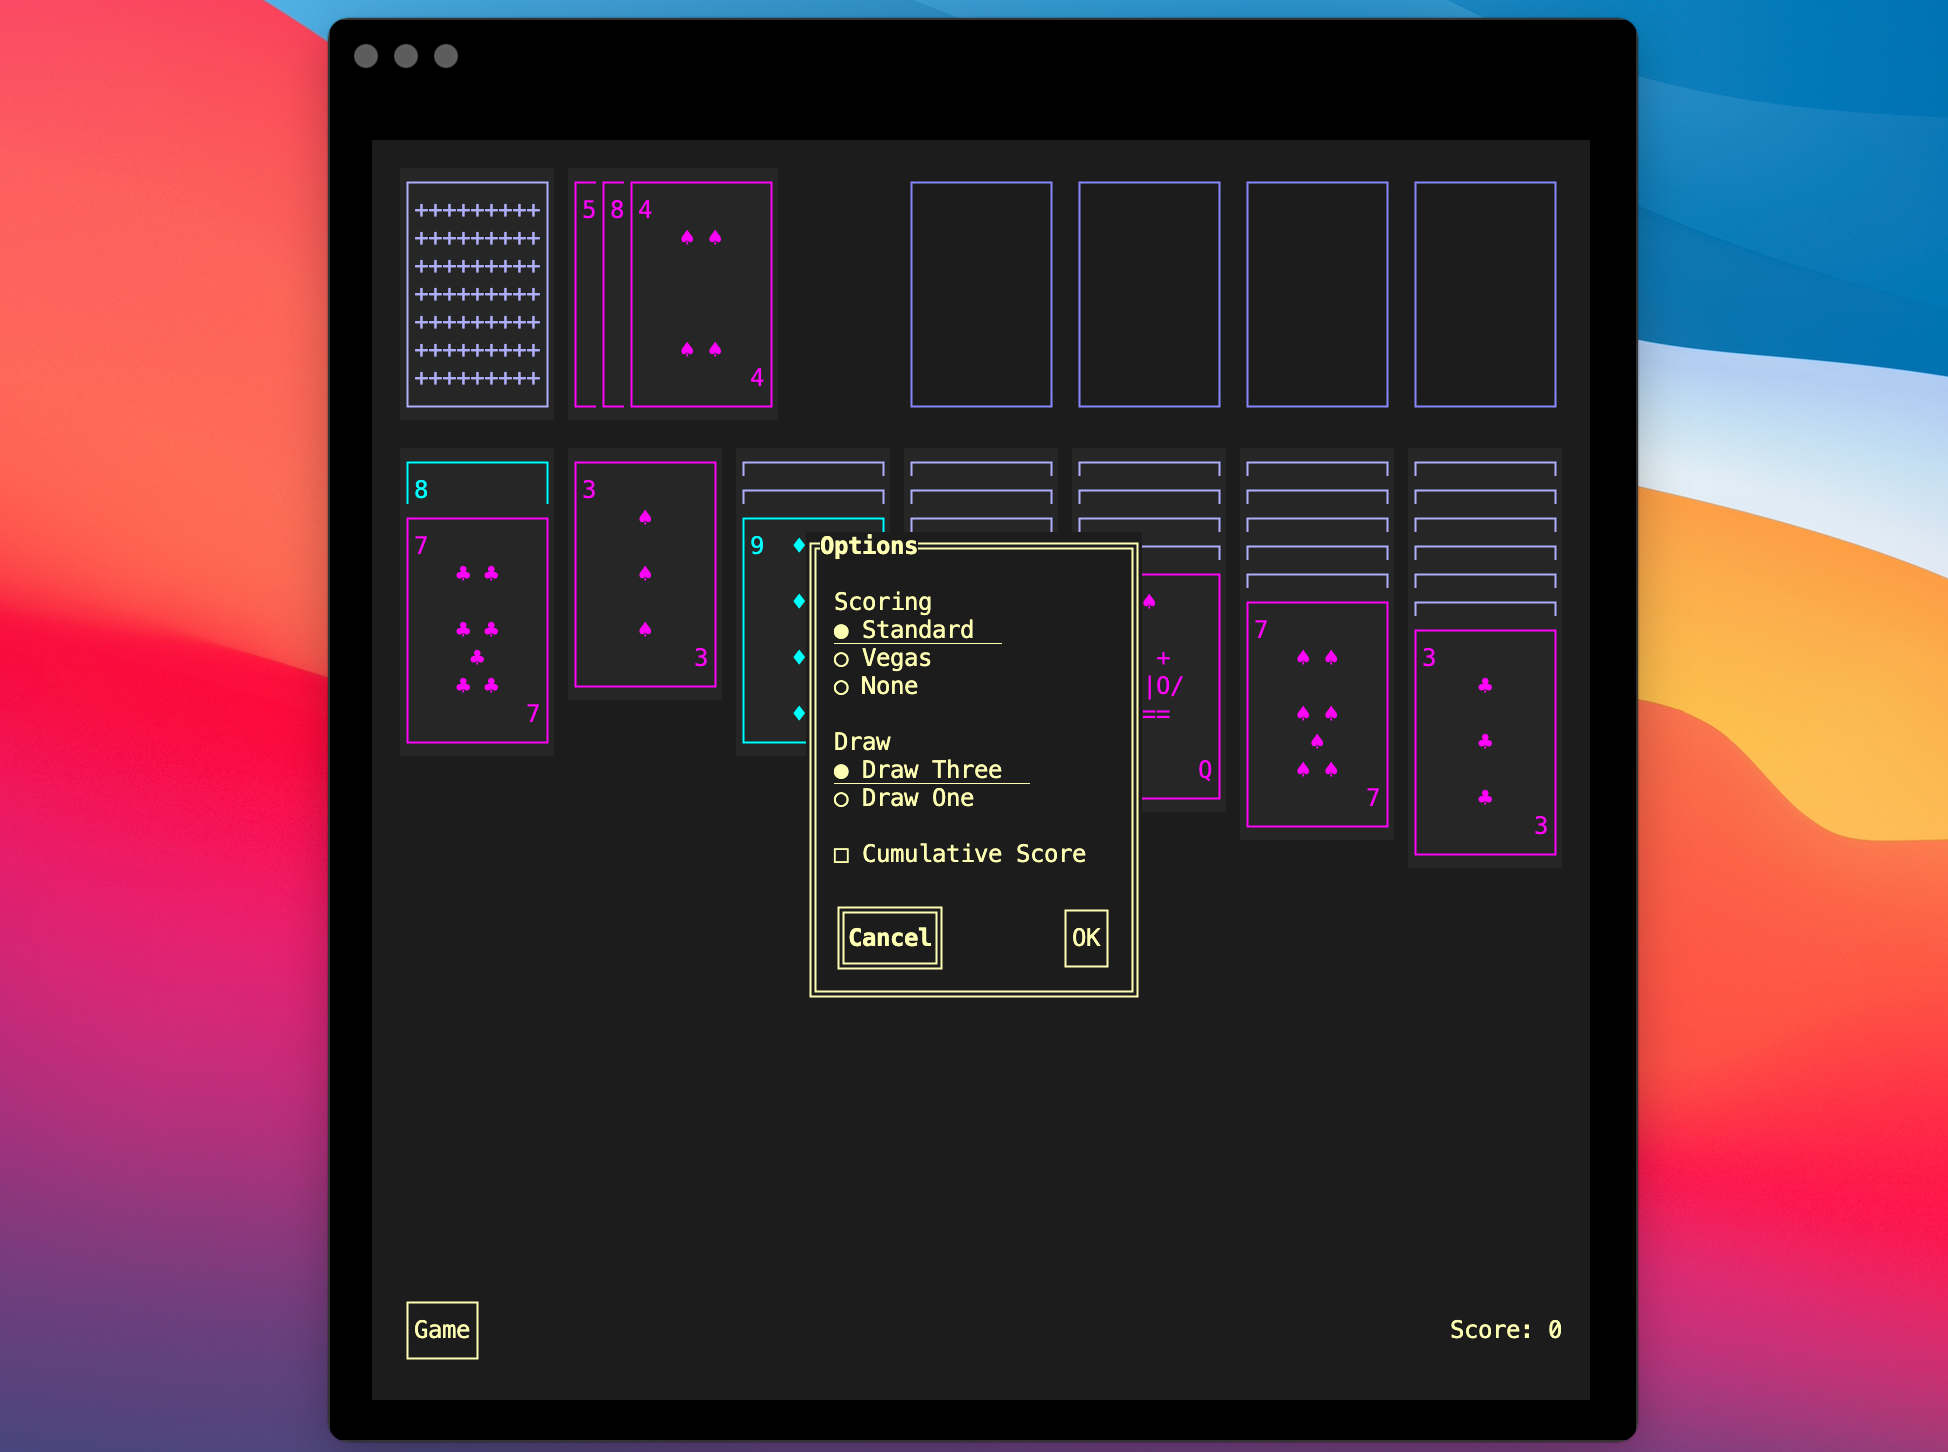 +++++++++
+++++++++
+++++++++
+++++++++
+++++++++
+++++++++
+++++++++
5 8 4
♠ ♠
♠ ♠
4
8
7
♣ ♣
♣ ♣
♣
♣ ♣
7
3
♠
♠
♠
3
9 ♦
♦
♦
♦
Options
Scoring
● Standard
○ Vegas
○ None
Draw
● Draw Three
○ Draw One
□ Cumulative Score
Cancel
OK
♠
+
|O/
==
Q
7
♠ ♠
♠ ♠
♠
♠ ♠
7
3
♣
♣
♣
3
Game
Score: 0